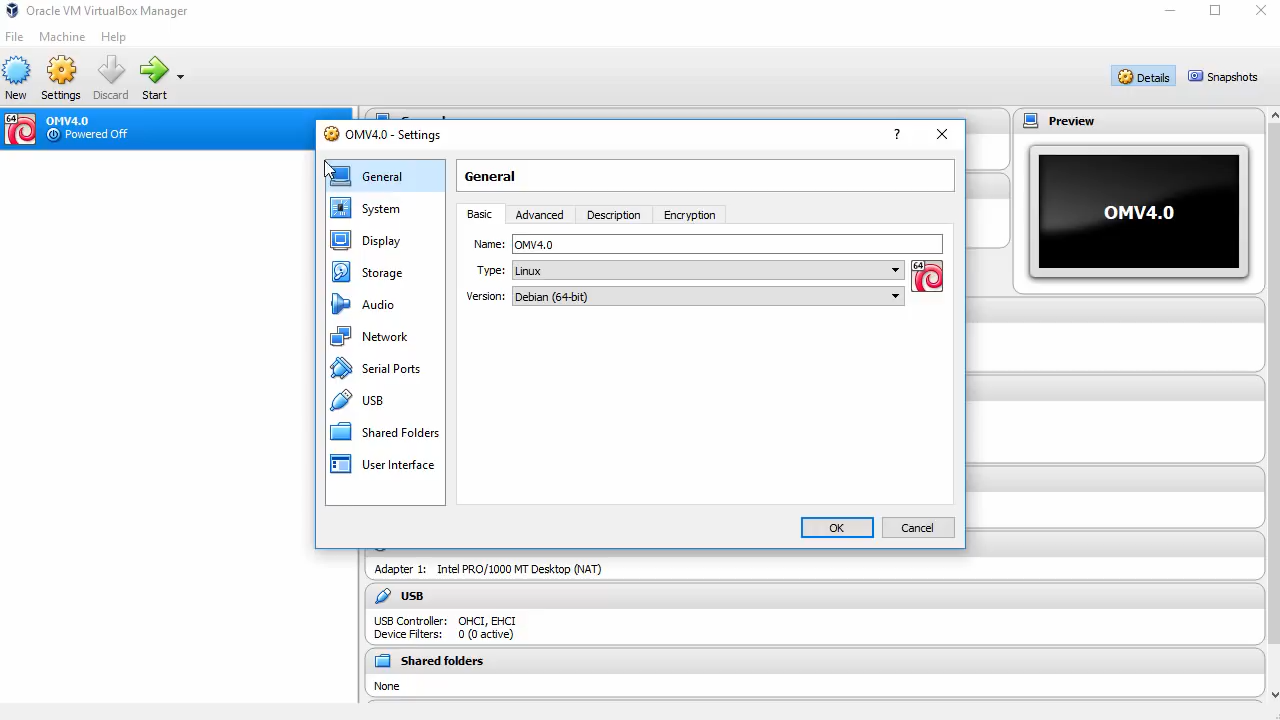 Oracle VM VirtualBox Manager
File Machine Help
New Settings Discard Start Details Snapshots
64 OMV4.0
Powered Off
Preview
OMV4.0
OMV4.0 - Settings ?
General
System
Display
Storage
Audio
Network
Serial Ports
USB
Shared Folders
User Interface
General
Basic Advanced Description Encryption
Name: OMV4.0
Type: Linux
64
Version: Debian (64-bit)
OK Cancel
Adapter 1: Intel PRO/1000 MT Desktop (NAT)
USB
USB Controller: OHCI, EHCI
Device Filters: 0 (0 active)
Shared folders
None